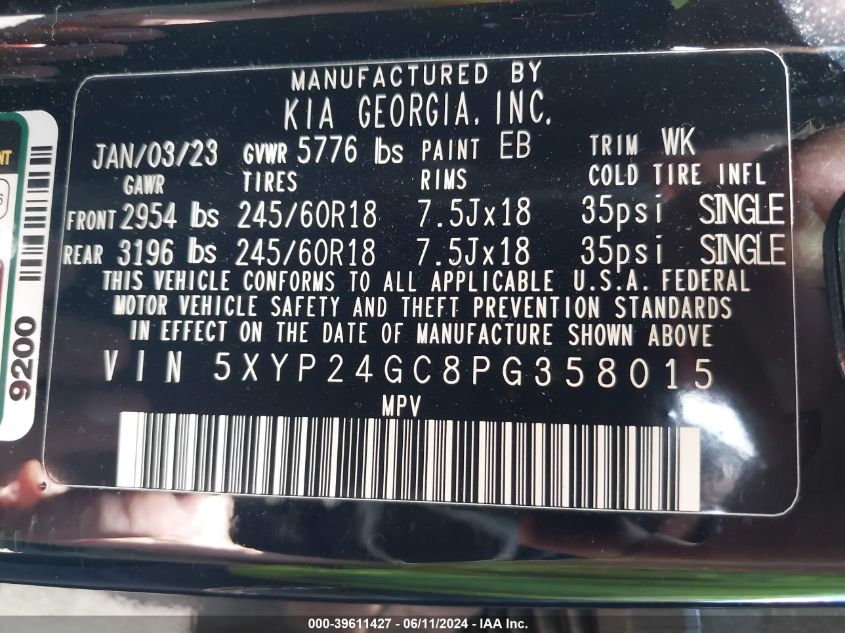 MANUFACTURED BY
KIA GEORGIA, INC.
JAN/03/23 GVWR 5776 lbs PAINT EB TRIM WK
GAWR TIRES RIMS COLD TIRE INFL
FRONT 2954 lbs 245/60R18 7.5Jx18 35psi SINGLE
REAR 3196 lbs 245/60R18 7.5Jx18 35psi SINGLE
THIS VEHICLE CONFORMS TO ALL APPLICABLE U.S.A. FEDERAL
MOTOR VEHICLE SAFETY AND THEFT PREVENTION STANDARDS
IN EFFECT ON THE DATE OF MANUFACTURE SHOWN ABOVE
VIN 5XYP24GC8PG358015
MPV
9200
000-39611427 - 06/11/2024 - IAA Inc.